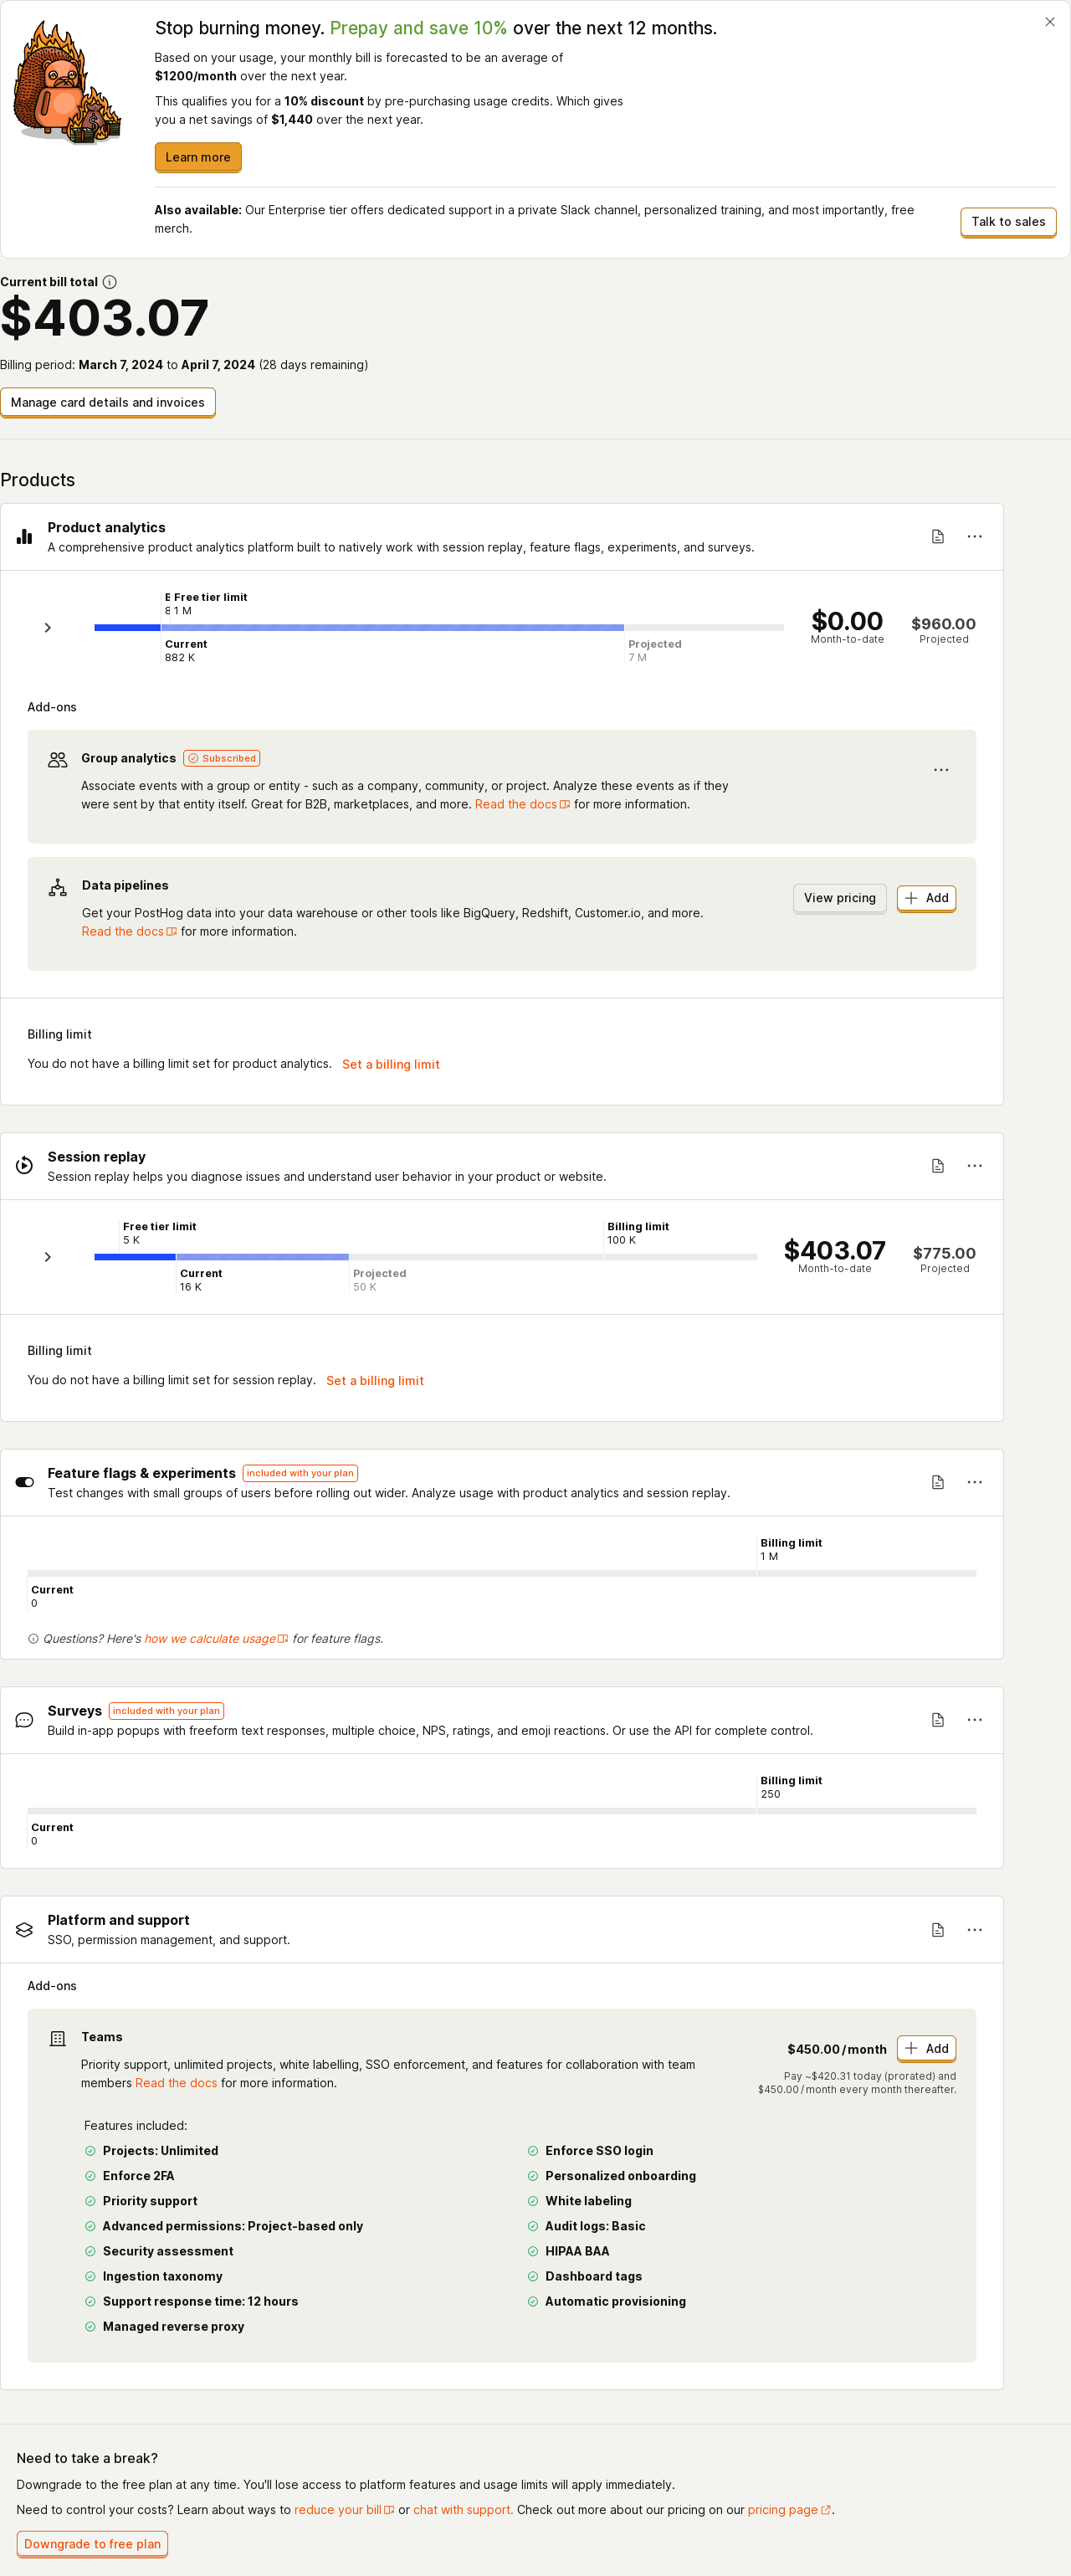 Stop burning money. Prepay and save 10% over the next 12 months.
Based on your usage, your monthly bill is forecasted to be an average of
$1200/month over the next year.
This qualifies you for a 10% discount by pre-purchasing usage credits. Which gives
you a net savings of $1,440 over the next year.
Learn more
Also available: Our Enterprise tier offers dedicated support in a private Slack channel, personalized training, and most importantly, free
merch.
Talk to sales
Current bill total
$403.07
Billing period: March 7, 2024 to April 7, 2024 (28 days remaining)
Manage card details and invoices
Products
Product analytics
A comprehensive product analytics platform built to natively work with session replay, feature flags, experiments, and surveys.
Free tier limit
1 M
Current
882 K
Projected
7 M
$0.00
Month-to-date
$960.00
Projected
Add-ons
Group analytics Subscribed
Associate events with a group or entity - such as a company, community, or project. Analyze these events as if they
were sent by that entity itself. Great for B2B, marketplaces, and more. Read the docs for more information.
Data pipelines
Get your PostHog data into your data warehouse or other tools like BigQuery, Redshift, Customer.io, and more.
Read the docs for more information.
View pricing
Add
Billing limit
You do not have a billing limit set for product analytics. Set a billing limit
Session replay
Session replay helps you diagnose issues and understand user behavior in your product or website.
Free tier limit
5 K
Billing limit
100 K
Current
16 K
Projected
50 K
$403.07
Month-to-date
$775.00
Projected
Billing limit
You do not have a billing limit set for session replay. Set a billing limit
Feature flags & experiments included with your plan
Test changes with small groups of users before rolling out wider. Analyze usage with product analytics and session replay.
Billing limit
1 M
Current
0
Questions? Here's how we calculate usage for feature flags.
Surveys included with your plan
Build in-app popups with freeform text responses, multiple choice, NPS, ratings, and emoji reactions. Or use the API for complete control.
Billing limit
250
Current
0
Platform and support
SSO, permission management, and support.
Add-ons
Teams
Priority support, unlimited projects, white labelling, SSO enforcement, and features for collaboration with team
members Read the docs for more information.
$450.00/month
Add
Pay ~$420.31 today (prorated) and
$450.00/month every month thereafter.
Features included:
Projects: Unlimited
Enforce 2FA
Priority support
Advanced permissions: Project-based only
Security assessment
Ingestion taxonomy
Support response time: 12 hours
Managed reverse proxy
Enforce SSO login
Personalized onboarding
White labeling
Audit logs: Basic
HIPAA BAA
Dashboard tags
Automatic provisioning
Need to take a break?
Downgrade to the free plan at any time. You'll lose access to platform features and usage limits will apply immediately.
Need to control your costs? Learn about ways to reduce your bill or chat with support. Check out more about our pricing on our pricing page.
Downgrade to free plan